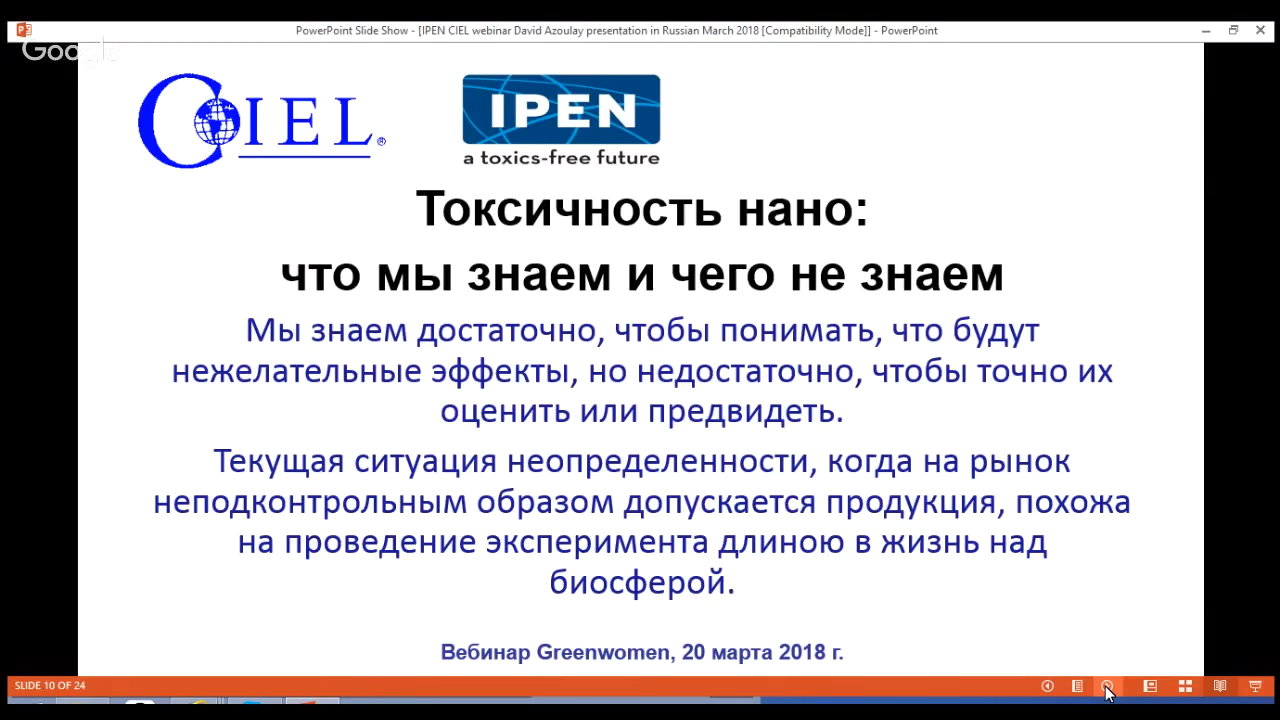 PowerPoint Slide Show - [IPEN CIEL webinar David Azoulay presentation in Russian March 2018 [Compatibility Mode]] - PowerPoint
Google
CIEL®
IPEN
a toxics-free future
Токсичность нано:
что мы знаем и чего не знаем
Мы знаем достаточно, чтобы понимать, что будут
нежелательные эффекты, но недостаточно, чтобы точно их
оценить или предвидеть.
Текущая ситуация неопределенности, когда на рынок
неподконтрольным образом допускается продукция, похожа
на проведение эксперимента длиною в жизнь над
биосферой.
Вебинар Greenwomen, 20 марта 2018 г.
SLIDE 10 OF 24